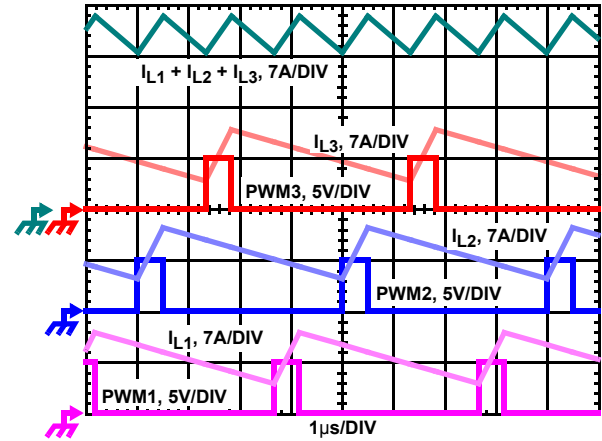 IL1 + IL2 + IL3, 7A/DIV
IL3, 7A/DIV
PWM3, 5V/DIV
IL2, 7A/DIV
PWM2, 5V/DIV
IL1, 7A/DIV
PWM1, 5V/DIV
1µs/DIV